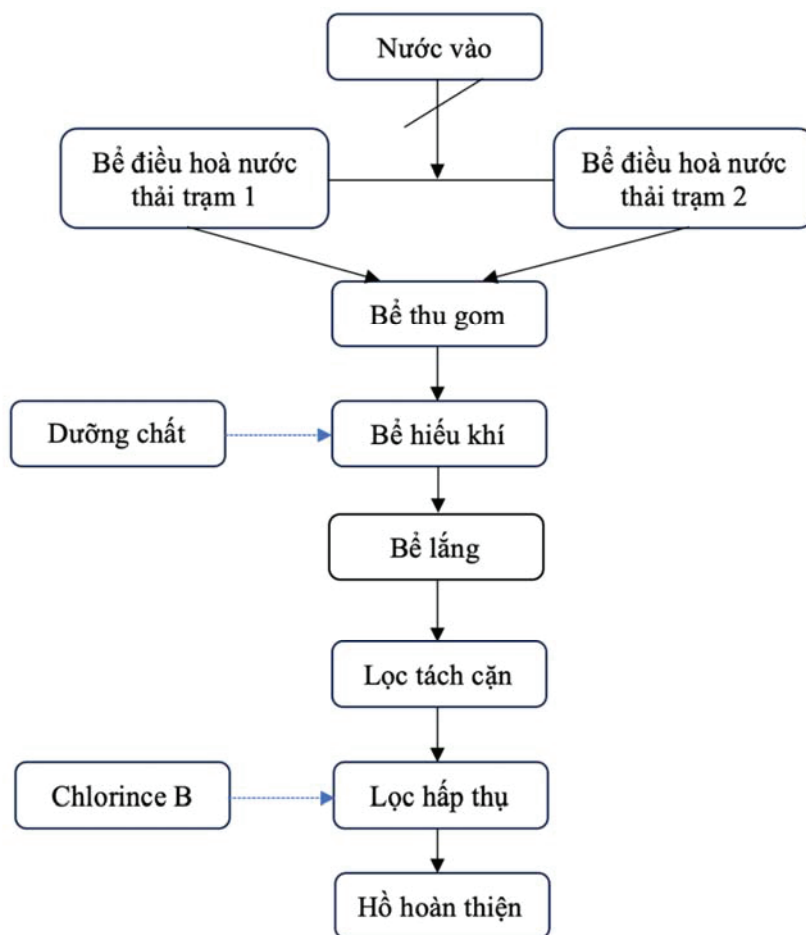 Nước vào
Bể điều hoà nước
thải trạm 1
Bể điều hoà nước
thải trạm 2
Bể thu gom
Dưỡng chất
Bể hiếu khí
Bể lắng
Lọc tách cặn
Chlorince B
Lọc hấp thụ
Hồ hoàn thiện